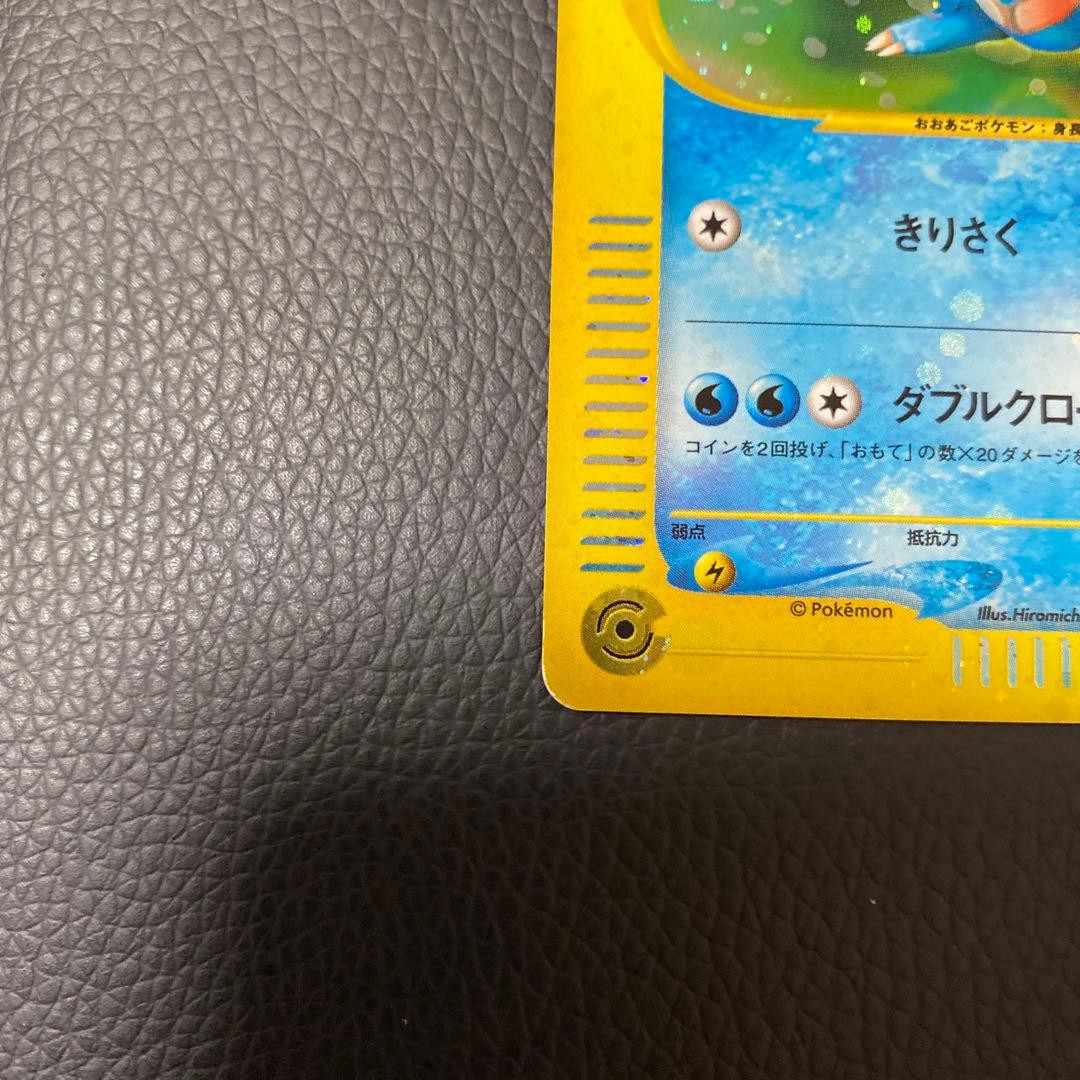 おおあごポケモン：身長
きりさく
ダブルクロー
コインを2回投げ、「おもて」の数×20ダメージを
弱点
抵抗力
© Pokémon
Illus.Hiromich